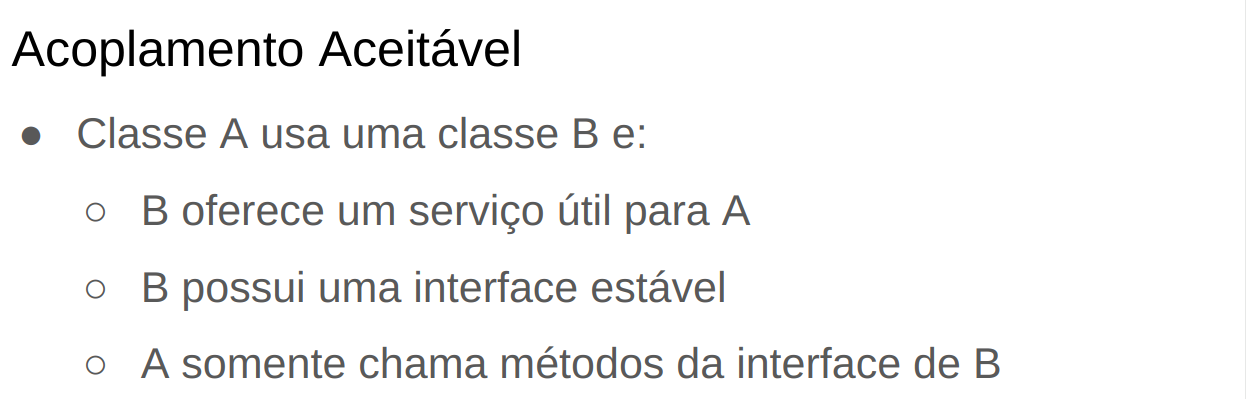 Acoplamento Aceitável
● Classe A usa uma classe B e:
○ B oferece um serviço útil para A
○ B possui uma interface estável
○ A somente chama métodos da interface de B